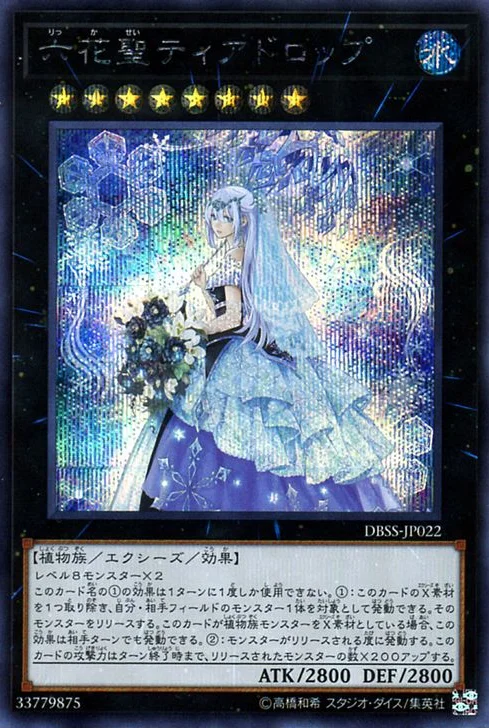 六花聖ティアドロップ
水
DBSS-JP022
【植物族／エクシーズ／効果】
レベル８モンスター×２
このカード名の①の効果は１ターンに１度しか使用できない。①：このカードのＸ素材
を１つ取り除き、自分・相手フィールドのモンスター１体を対象として発動できる。その
モンスターをリリースする。このカードが植物族モンスターをＸ素材としている場合、この
効果は相手ターンでも発動できる。②：モンスターがリリースされる度に発動する。この
カードの攻撃力はターン終了時まで、リリースされたモンスターの数×２００アップする。
ATK/2800 DEF/2800
33779875
©高橋和希 スタジオ・ダイス/集英社